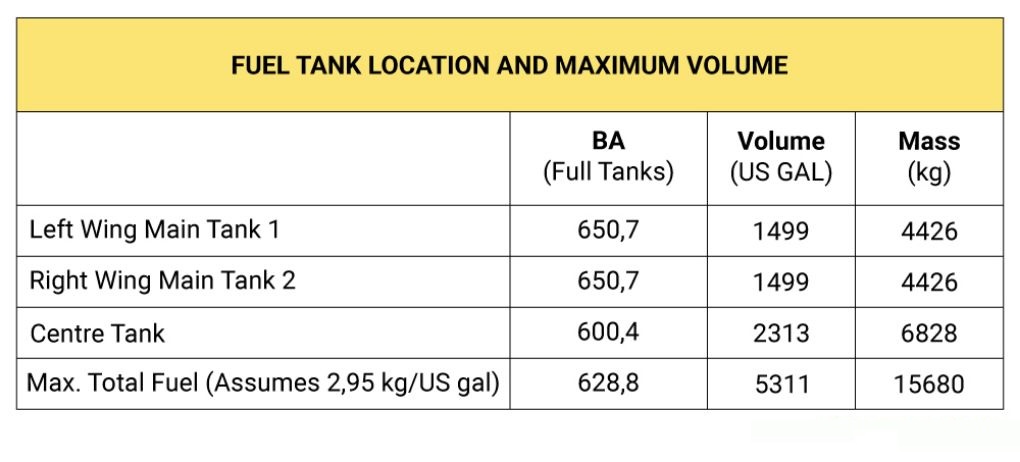 FUEL TANK LOCATION AND MAXIMUM VOLUME
BA Volume Mass
(Full Tanks) (US GAL) (kg)
Left Wing Main Tank 1 650,7 1499 4426
Right Wing Main Tank 2 650,7 1499 4426
Centre Tank 600,4 2313 6828
Max. Total Fuel (Assumes 2,95 kg/US gal) 628,8 5311 15680